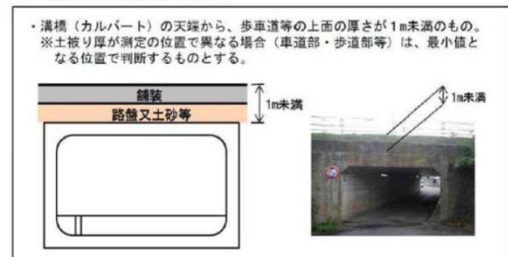 ・溝橋（カルバート）の天端から、歩車道等の上面の厚さが1m未満のもの。
※土被り厚が測定の位置で異なる場合（車道部・歩道部等）は、最小値と
なる位置で判断するものとする。
舗装
路盤又土砂等
1m未満
1m未満